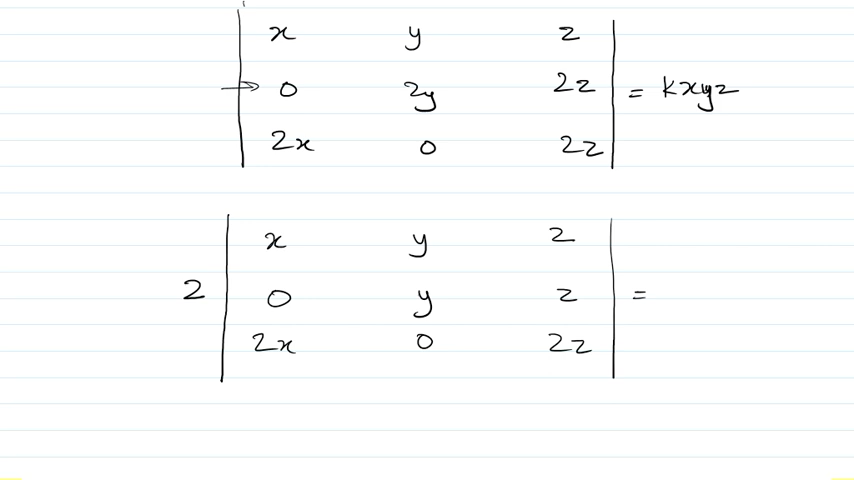 x y z
→ 0 2y 2z = kxyz
2x 0 2z
x y z
2 0 y z =
2x 0 2z